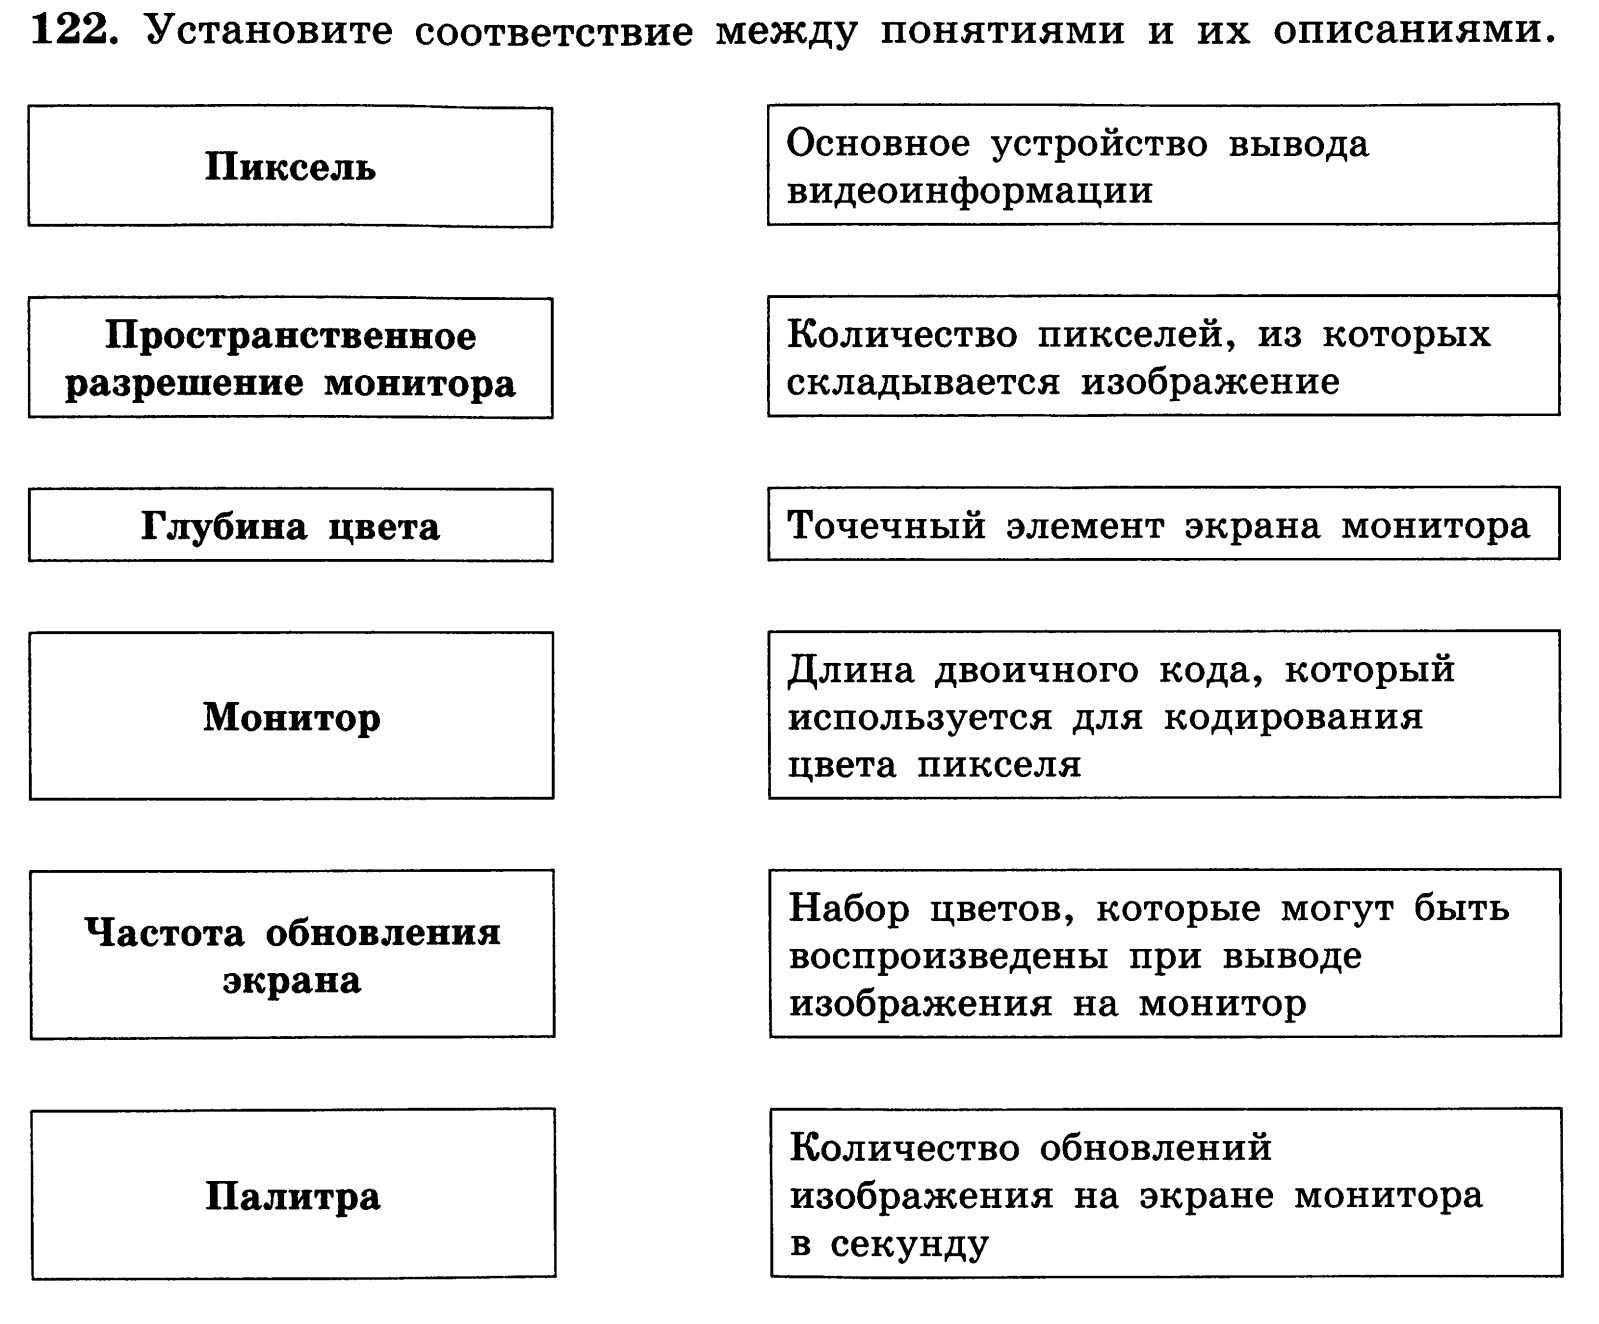 122. Установите соответствие между понятиями и их описаниями.
Пиксель
Основное устройство вывода
видеоинформации
Пространственное
разрешение монитора
Количество пикселей, из которых
складывается изображение
Глубина цвета
Точечный элемент экрана монитора
Монитор
Длина двоичного кода, который
используется для кодирования
цвета пикселя
Частота обновления
экрана
Набор цветов, которые могут быть
воспроизведены при выводе
изображения на монитор
Палитра
Количество обновлений
изображения на экране монитора
в секунду